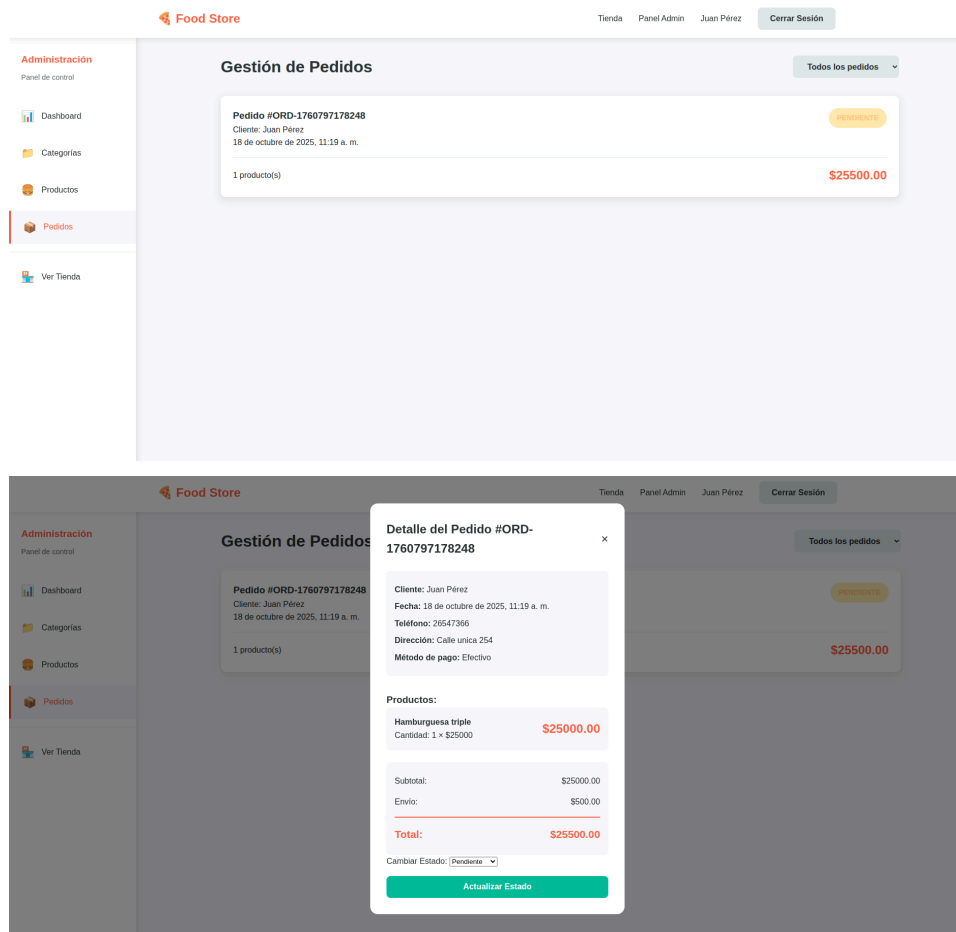 Food Store
Tienda
Panel Admin
Juan Pérez
Cerrar Sesión
Administración
Panel de control
Dashboard
Categorías
Productos
Pedidos
Ver Tienda
Gestión de Pedidos
Todos los pedidos
Pedido #ORD-1760797178248
PENDIENTE
Cliente: Juan Pérez
18 de octubre de 2025, 11:19 a. m.
1 producto(s)
$25500.00
Food Store
Tienda
Panel Admin
Juan Pérez
Cerrar Sesión
Administración
Panel de control
Dashboard
Categorías
Productos
Pedidos
Ver Tienda
Gestión de Pedidos
Todos los pedidos
Pedido #ORD-1760797178248
PENDIENTE
Cliente: Juan Pérez
18 de octubre de 2025, 11:19 a. m.
1 producto(s)
$25500.00
Detalle del Pedido #ORD-
1760797178248
×
Cliente: Juan Pérez
Fecha: 18 de octubre de 2025, 11:19 a. m.
Teléfono: 26547366
Dirección: Calle unica 254
Método de pago: Efectivo
Productos:
Hamburguesa triple
Cantidad: 1 × $25000
$25000.00
Subtotal: $25000.00
Envío: $500.00
Total: $25500.00
Cambiar Estado: Pendiente
Actualizar Estado